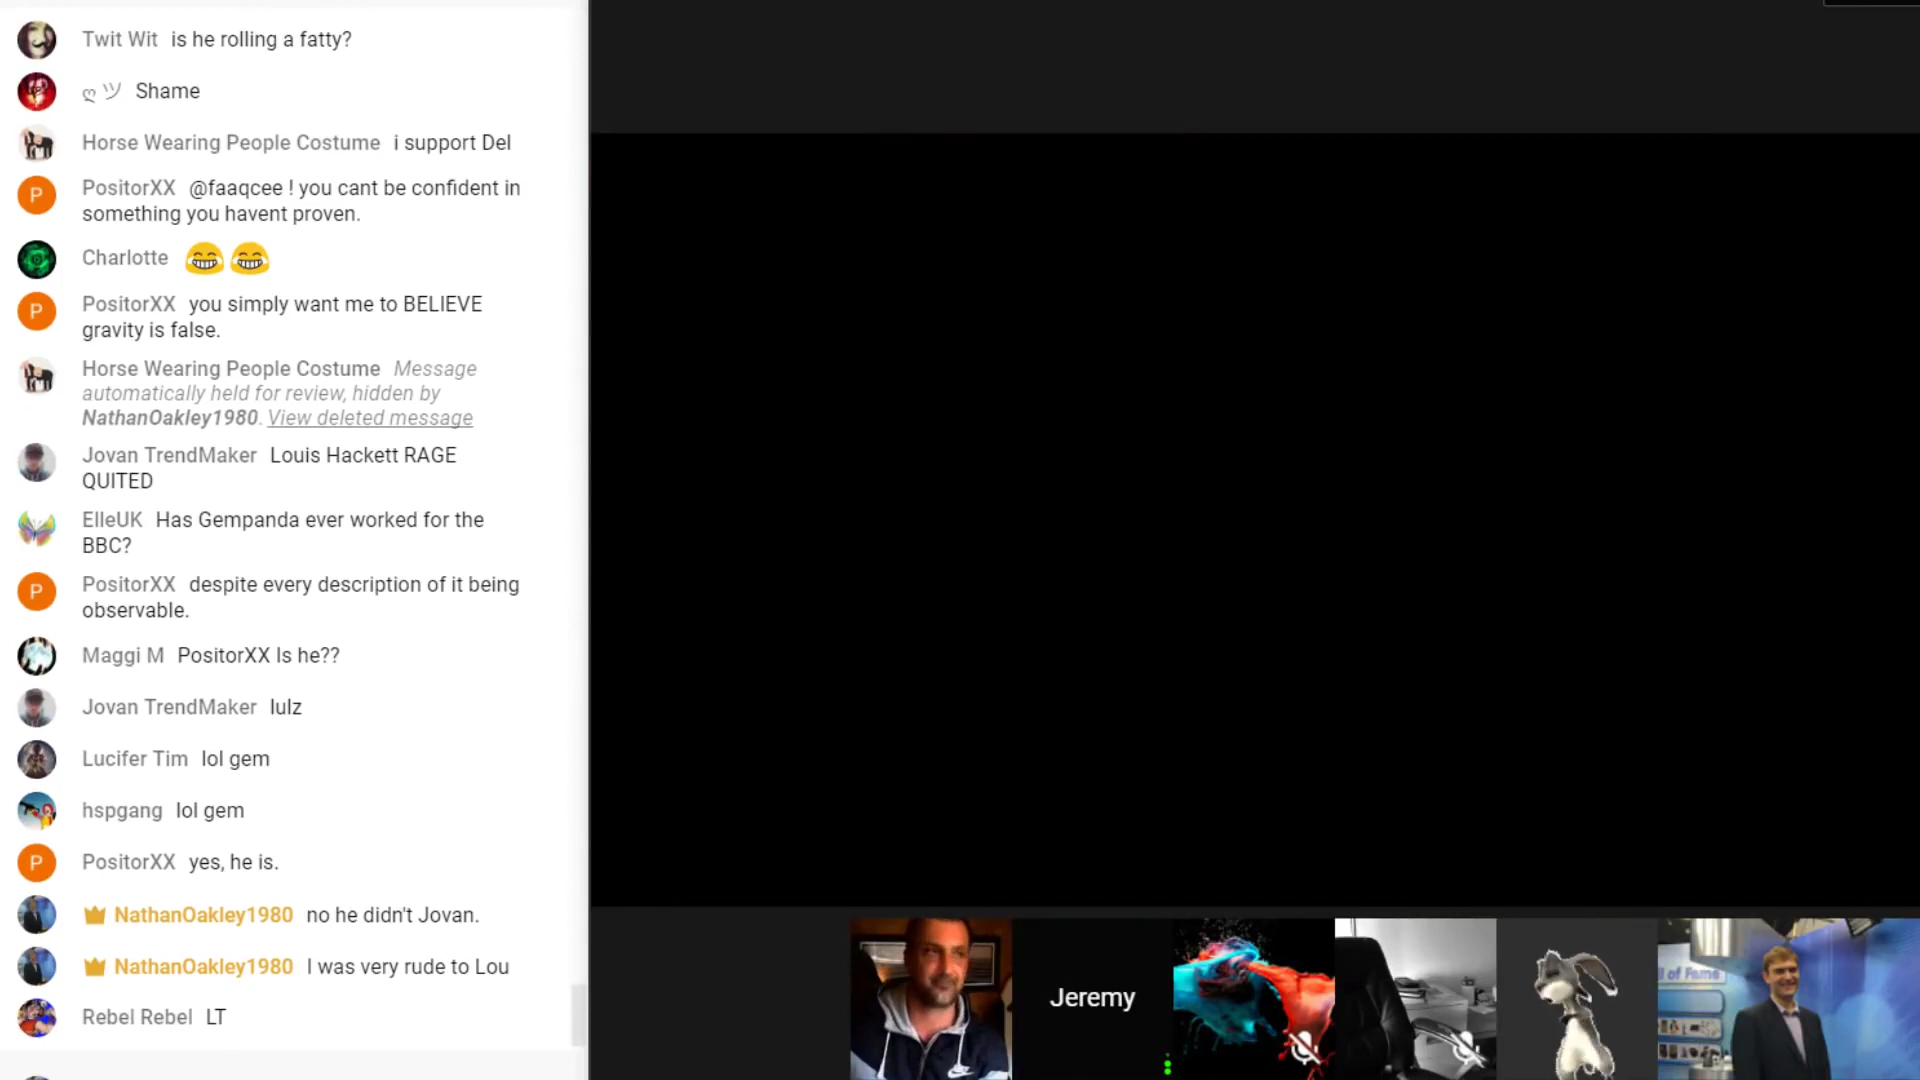 Twit Wit is he rolling a fatty?
ღ ツ Shame
Horse Wearing People Costume i support Del
P
PositorXX @faaqcee ! you cant be confident in
something you havent proven.
Charlotte 😂😂
P
PositorXX you simply want me to BELIEVE
gravity is false.
Horse Wearing People Costume Message
automatically held for review, hidden by
NathanOakley1980. View deleted message
Jovan TrendMaker Louis Hackett RAGE
QUITED
ElleUK Has Gempanda ever worked for the
BBC?
P
PositorXX despite every description of it being
observable.
Maggi M PositorXX Is he??
Jovan TrendMaker lulz
Lucifer Tim lol gem
hspgang lol gem
P
PositorXX yes, he is.
NathanOakley1980 no he didn't Jovan.
NathanOakley1980 I was very rude to Lou
Rebel Rebel LT
Jeremy
l of Fame